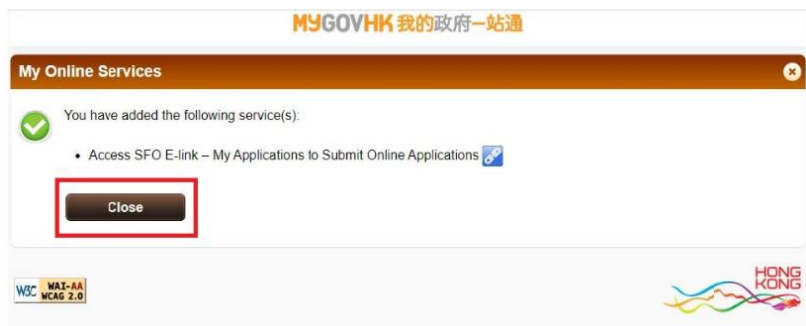 MYGOVHK 我的政府一站通
My Online Services
You have added the following service(s):
• Access SFO E-link – My Applications to Submit Online Applications
Close
W3C WAI-AA
WCAG 2.0
HONG
KONG